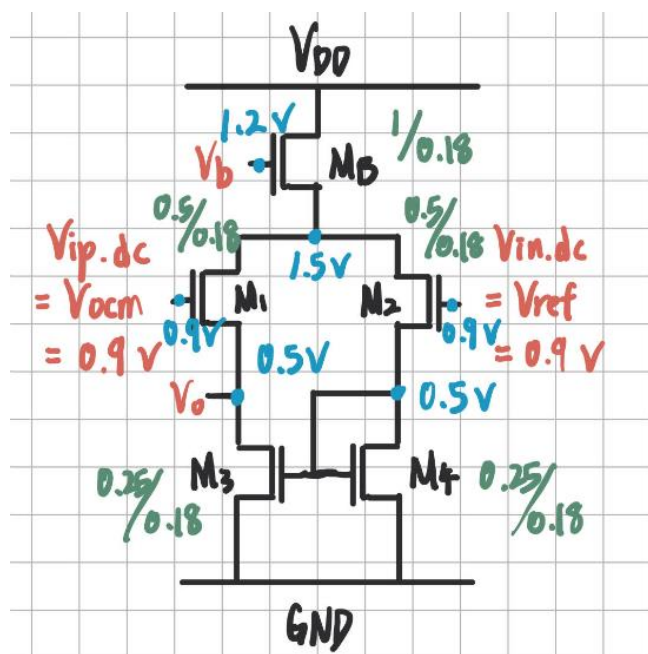 VDD
1.2V
Vb
MB
1/0.18
0.5/0.18
0.5/0.18
Vip.dc
= Vocm
= 0.9 V
M1
1.5V
M2
Vin.dc
= Vref
= 0.9 V
0.9V
0.9V
0.5V
Vo
0.5V
M3
M4
0.25/0.18
0.25/0.18
GND